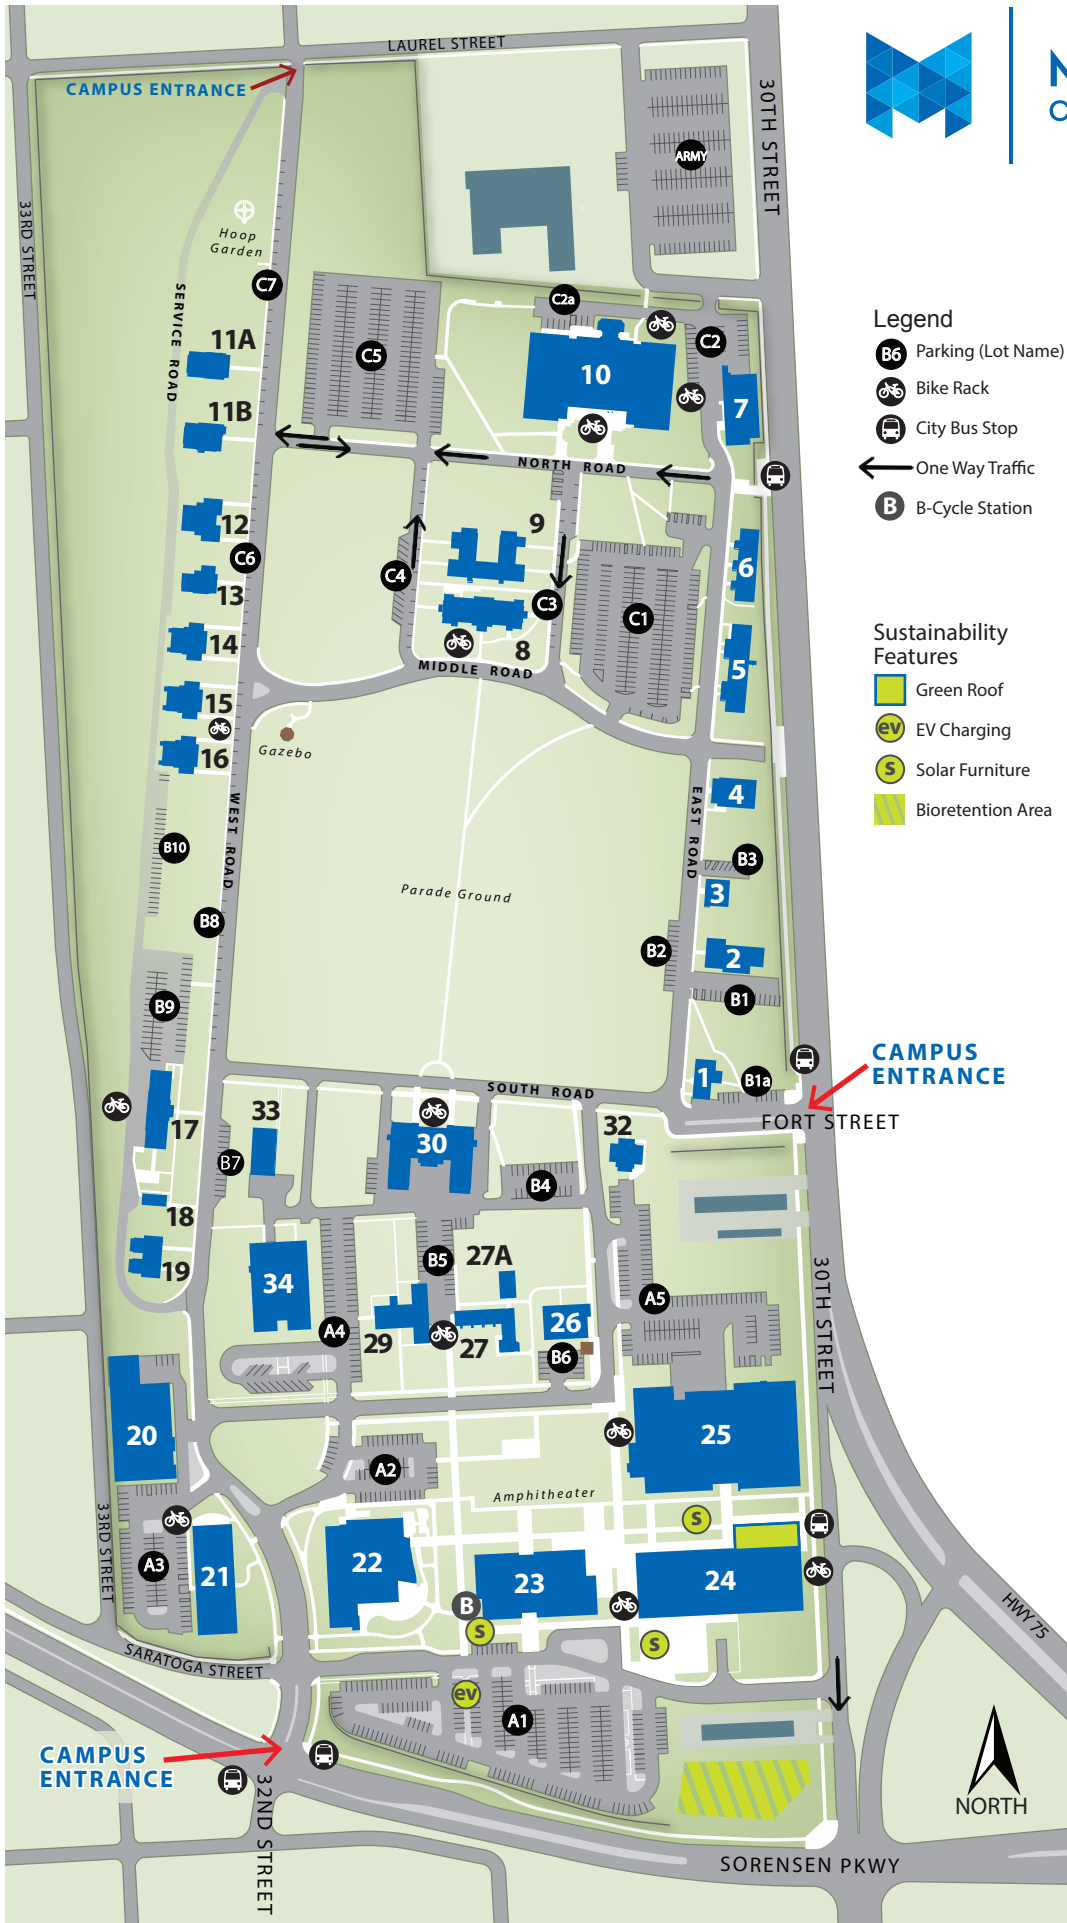 LAUREL STREET
CAMPUS ENTRANCE
30TH STREET
ARMY
33RD STREET
Hoop
Garden
SERVICE ROAD
C7
C2a
C2
C5
10
7
11A
11B
NORTH ROAD
12
9
C6
C4
6
13
C3
C1
14
8
5
MIDDLE ROAD
15
16
Gazebo
4
WEST ROAD
EAST ROAD
B10
B3
Parade Ground
3
B8
B2
2
B9
B1
1
B1a
SOUTH ROAD
CAMPUS
ENTRANCE
FORT STREET
17
33
30
32
B7
B4
18
19
34
B5
27A
30TH STREET
A5
A4
29
27
26
B6
20
25
A2
Amphitheater
S
33RD STREET
A3
21
22
23
24
B
S
S
HWY 75
SARATOGA STREET
ev
A1
CAMPUS
ENTRANCE
32ND STREET
NORTH
SORENSEN PKWY
Legend
B6 Parking (Lot Name)
Bike Rack
City Bus Stop
One Way Traffic
B B-Cycle Station
Sustainability
Features
Green Roof
ev EV Charging
S Solar Furniture
Bioretention Area